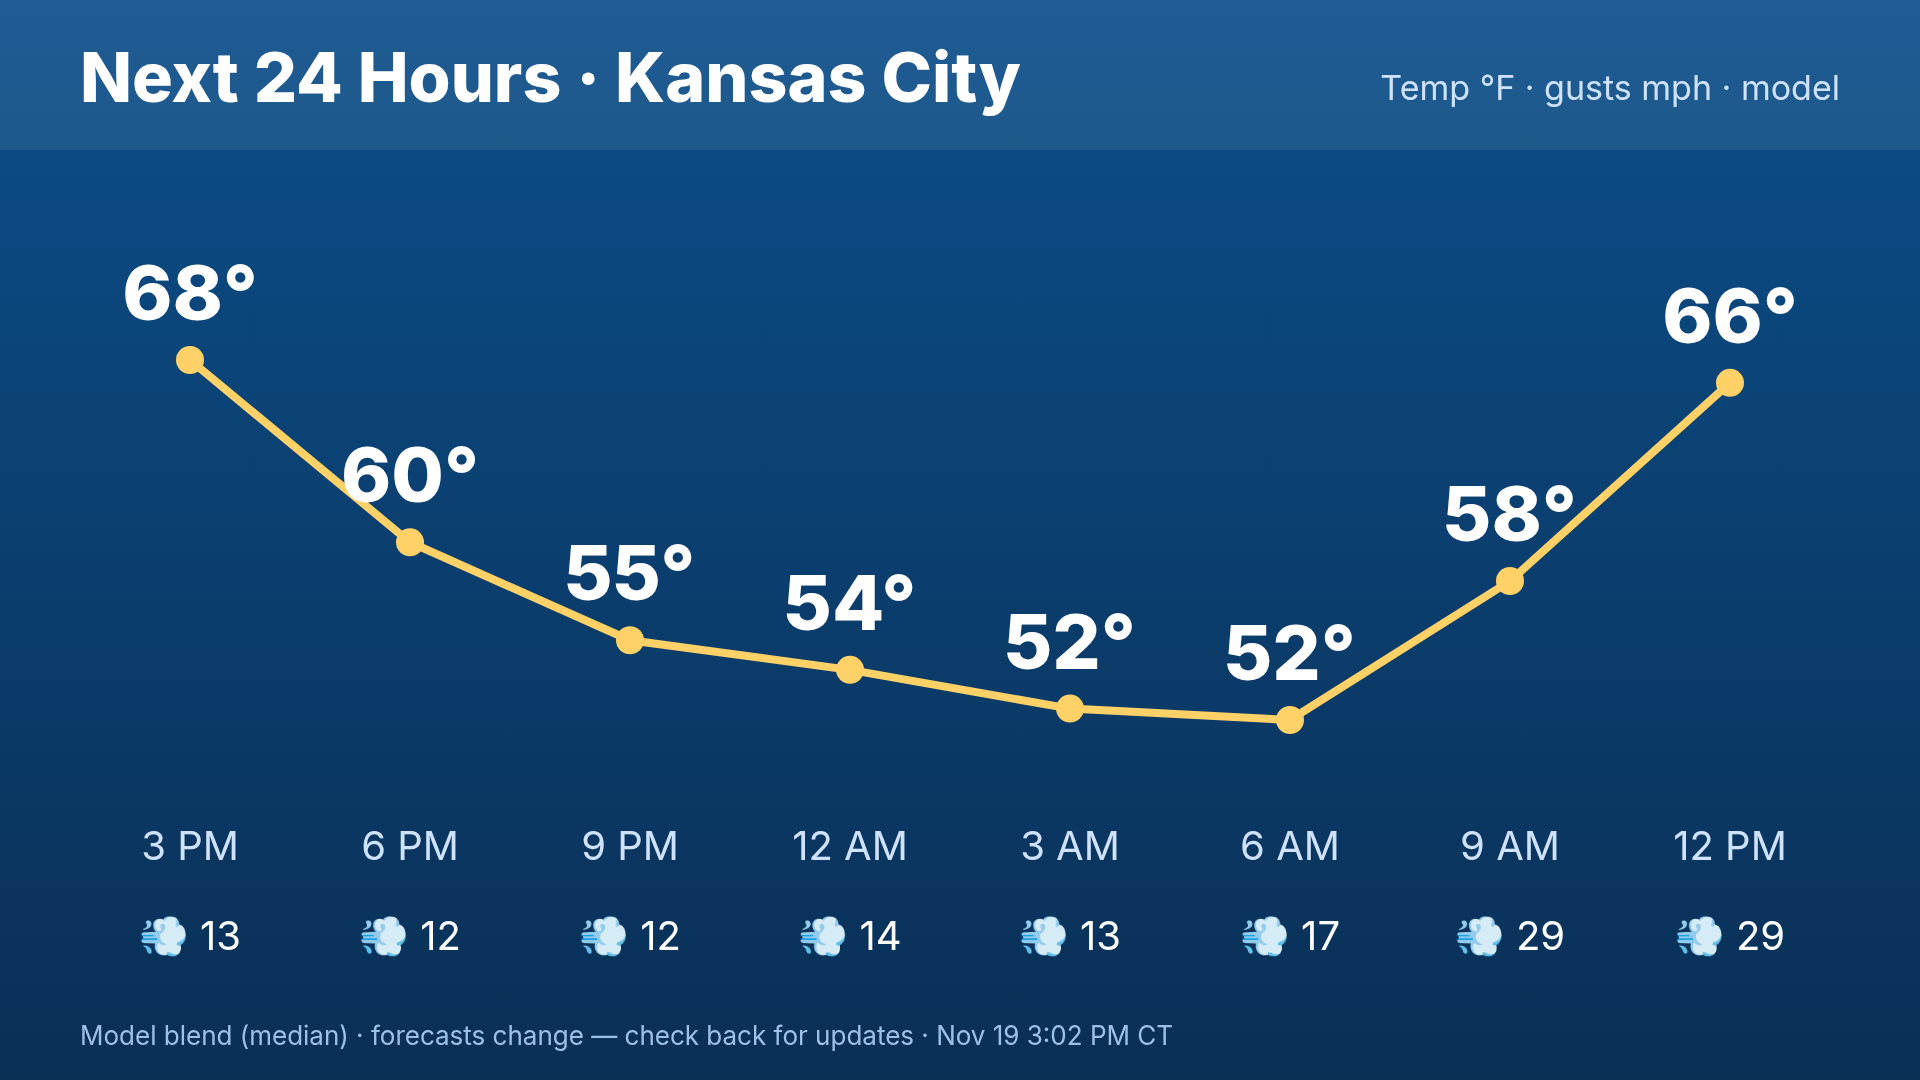 Next 24 Hours · Kansas City
Temp °F · gusts mph · model
68°
60°
55°
54°
52°
52°
58°
66°
3 PM
6 PM
9 PM
12 AM
3 AM
6 AM
9 AM
12 PM
💨 13
💨 12
💨 12
💨 14
💨 13
💨 17
💨 29
💨 29
Model blend (median) · forecasts change — check back for updates · Nov 19 3:02 PM CT